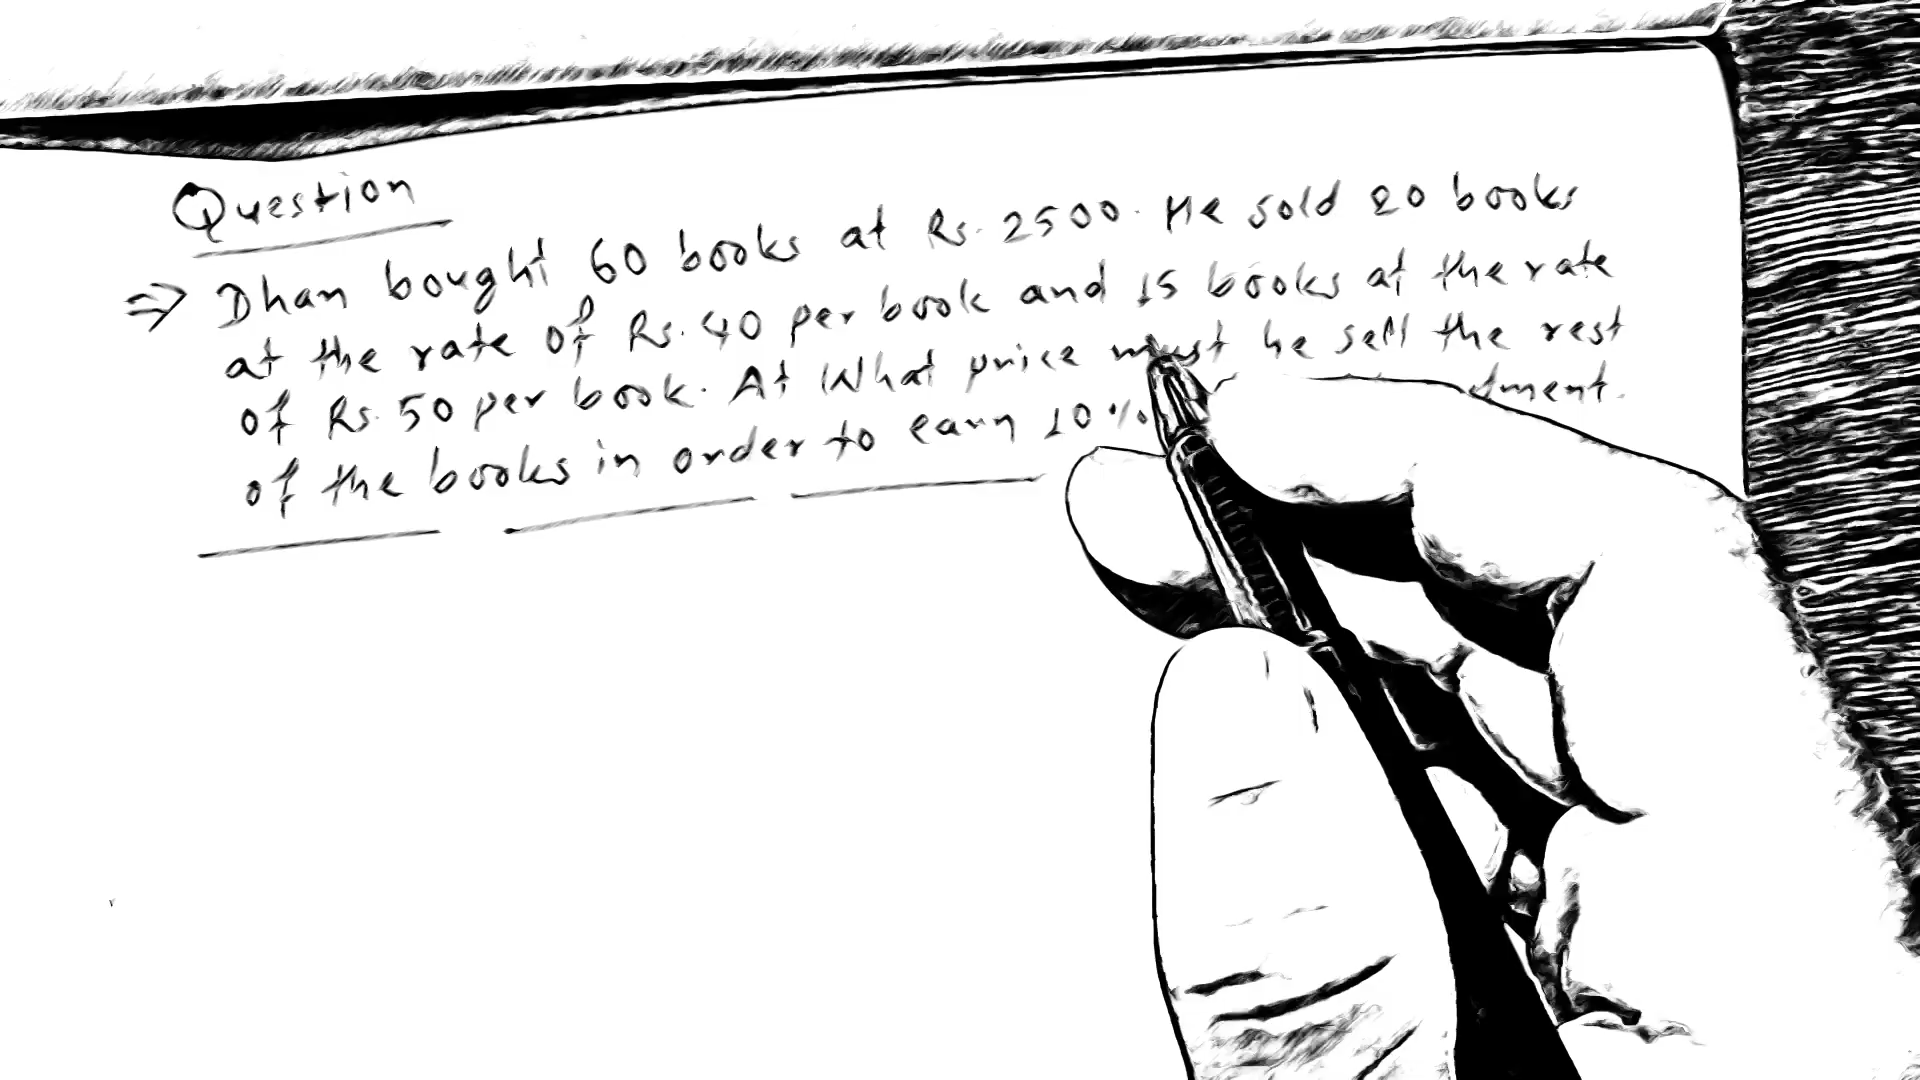 Question
⇒ Dhan bought 60 books at Rs. 2500. He sold 20 books
at the rate of Rs. 40 per book and 15 books at the rate
of Rs. 50 per book. At What price must he sell the rest
of the books in order to earn 10%